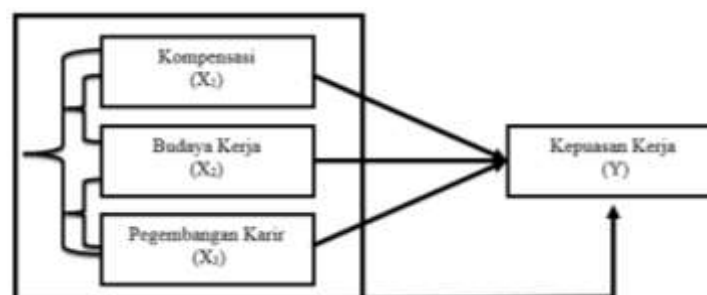 Kompensasi
(X₁)
Budaya Kerja
(X₂)
Pegembangan Karir
(X₃)
Kepuasan Kerja
(Y)